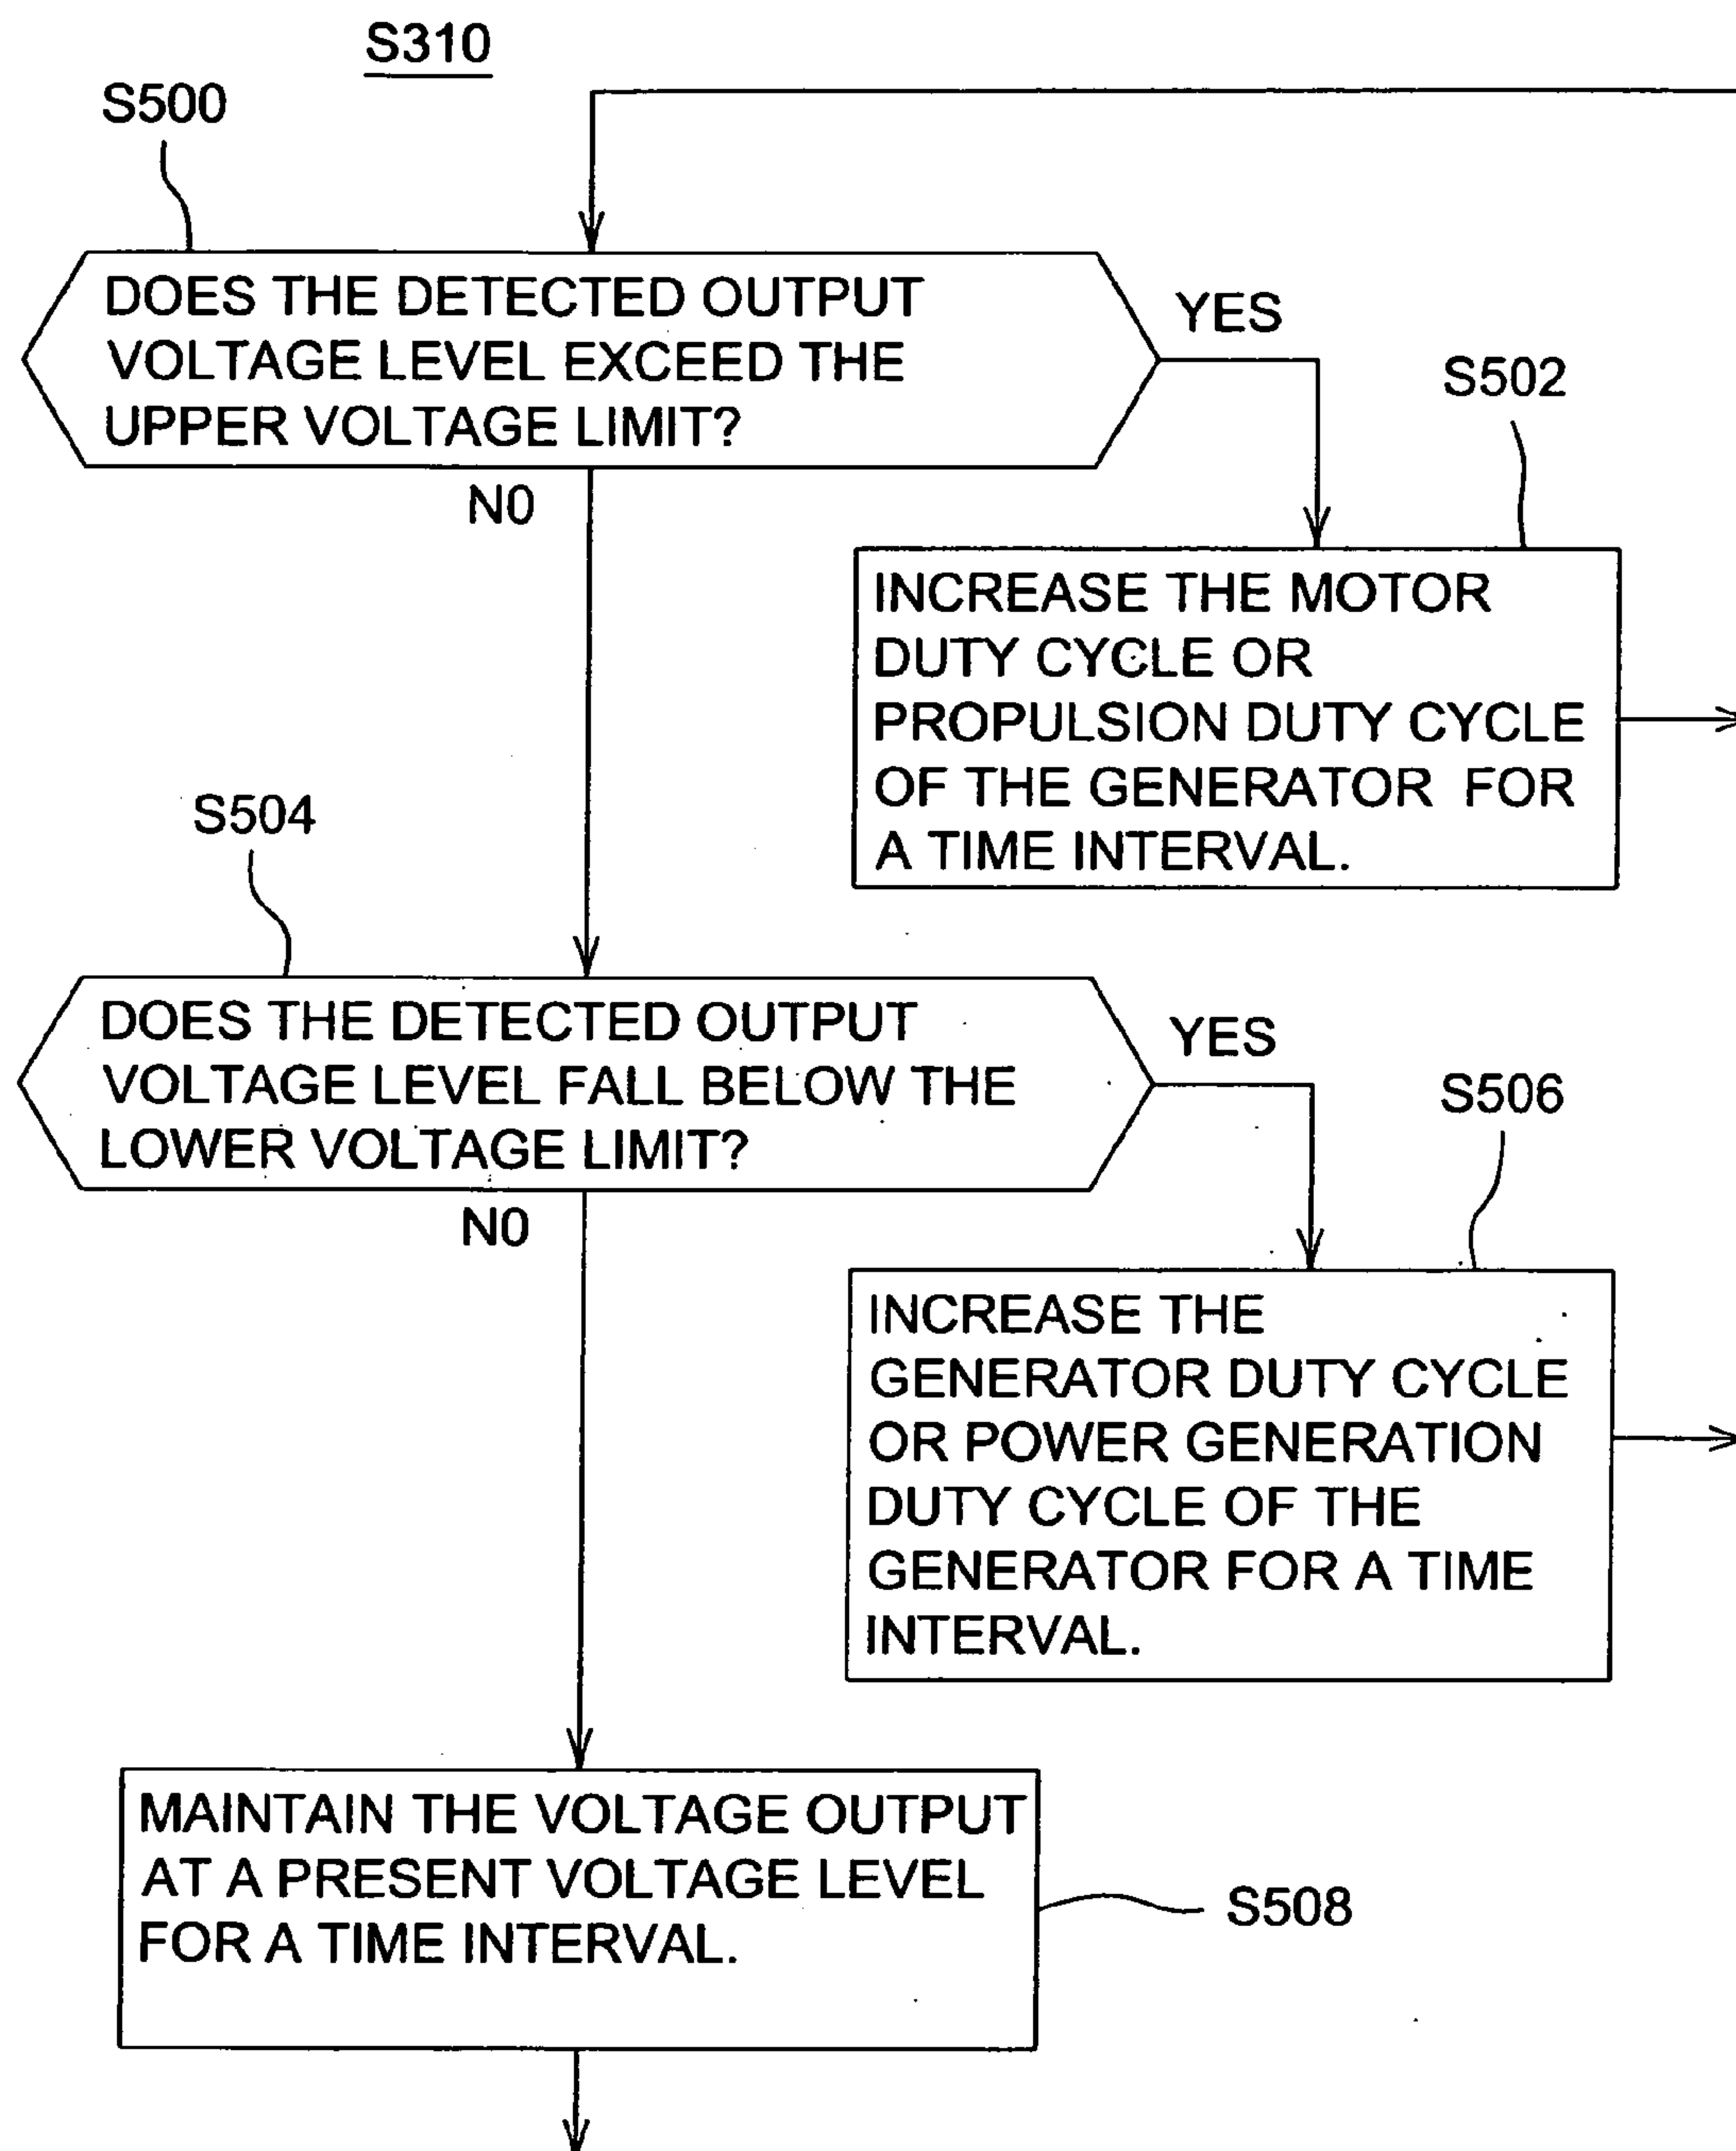 S310
S500
DOES THE DETECTED OUTPUT
VOLTAGE LEVEL EXCEED THE
UPPER VOLTAGE LIMIT?
YES
NO
S502
INCREASE THE MOTOR
DUTY CYCLE OR
PROPULSION DUTY CYCLE
OF THE GENERATOR FOR
A TIME INTERVAL.
S504
DOES THE DETECTED OUTPUT
VOLTAGE LEVEL FALL BELOW THE
LOWER VOLTAGE LIMIT?
YES
NO
S506
INCREASE THE
GENERATOR DUTY CYCLE
OR POWER GENERATION
DUTY CYCLE OF THE
GENERATOR FOR A TIME
INTERVAL.
MAINTAIN THE VOLTAGE OUTPUT
AT A PRESENT VOLTAGE LEVEL
FOR A TIME INTERVAL.
S508